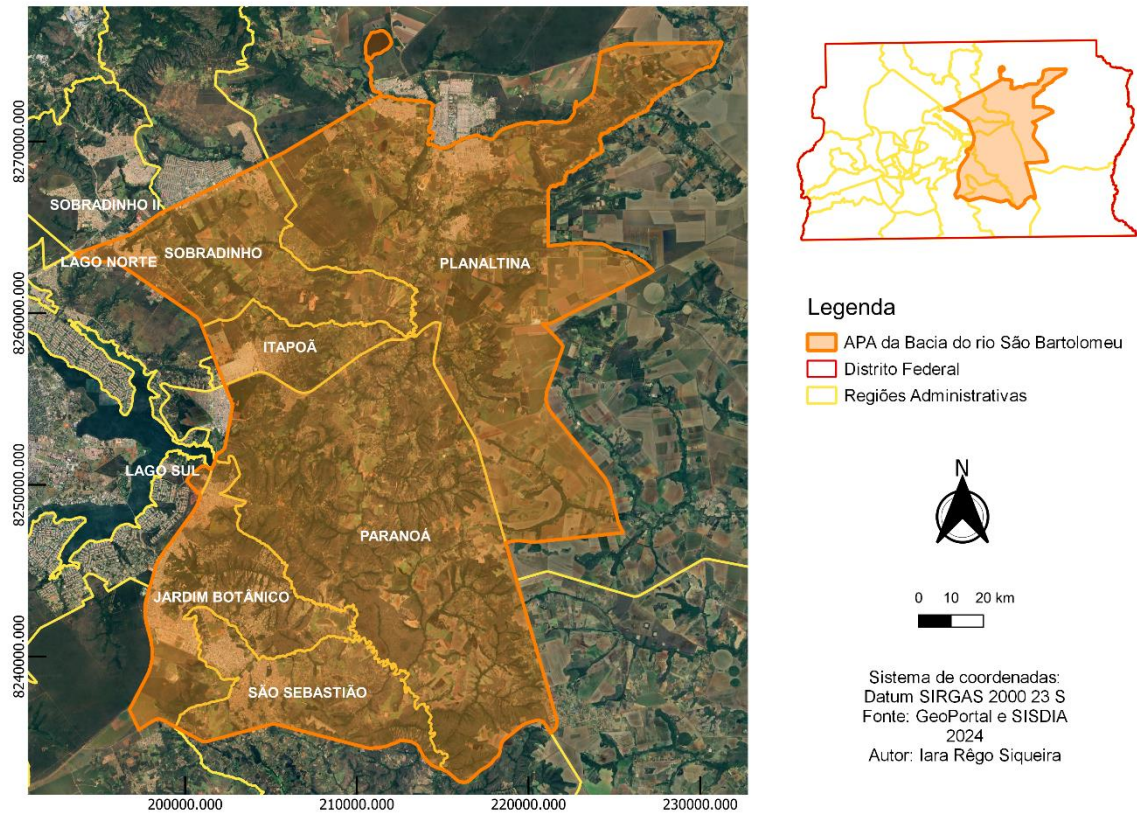 8270000.000
8260000.000
8250000.000
8240000.000
SOBRADINHO II
LAGO NORTE
SOBRADINHO
PLANALTINA
ITAPOÃ
LAGO SUL
PARANOÁ
JARDIM BOTÂNICO
SÃO SEBASTIÃO
200000.000
210000.000
220000.000
230000.000
Legenda
APA da Bacia do rio São Bartolomeu
Distrito Federal
Regiões Administrativas
N
0 10 20 km
Sistema de coordenadas:
Datum SIRGAS 2000 23 S
Fonte: GeoPortal e SISDIA
2024
Autor: Iara Rêgo Siqueira